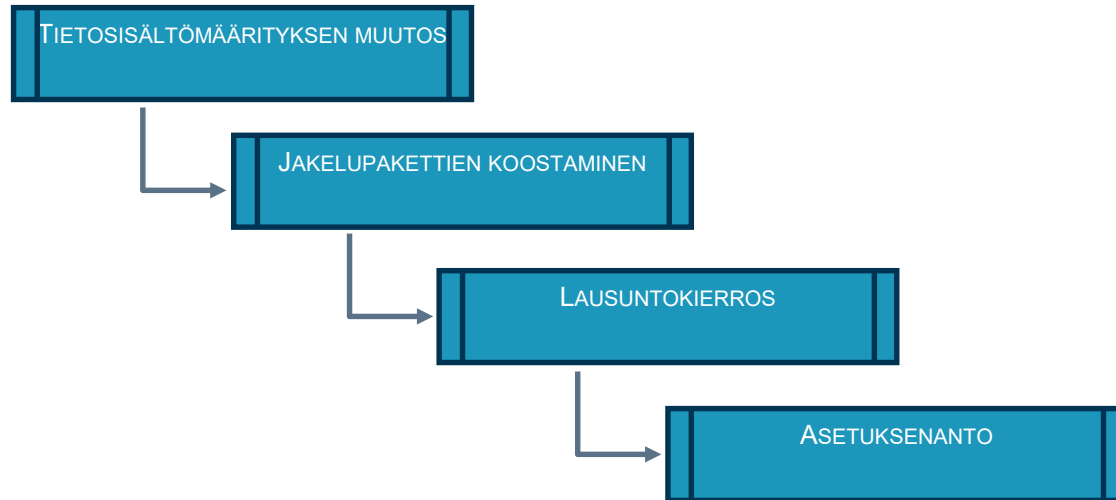 TIETOSISÄLTÖMÄÄRITYKSEN MUUTOS
JAKELUPAKETTIEN KOOSTAMINEN
LAUSUNTOKIERROS
ASETUKSENANTO